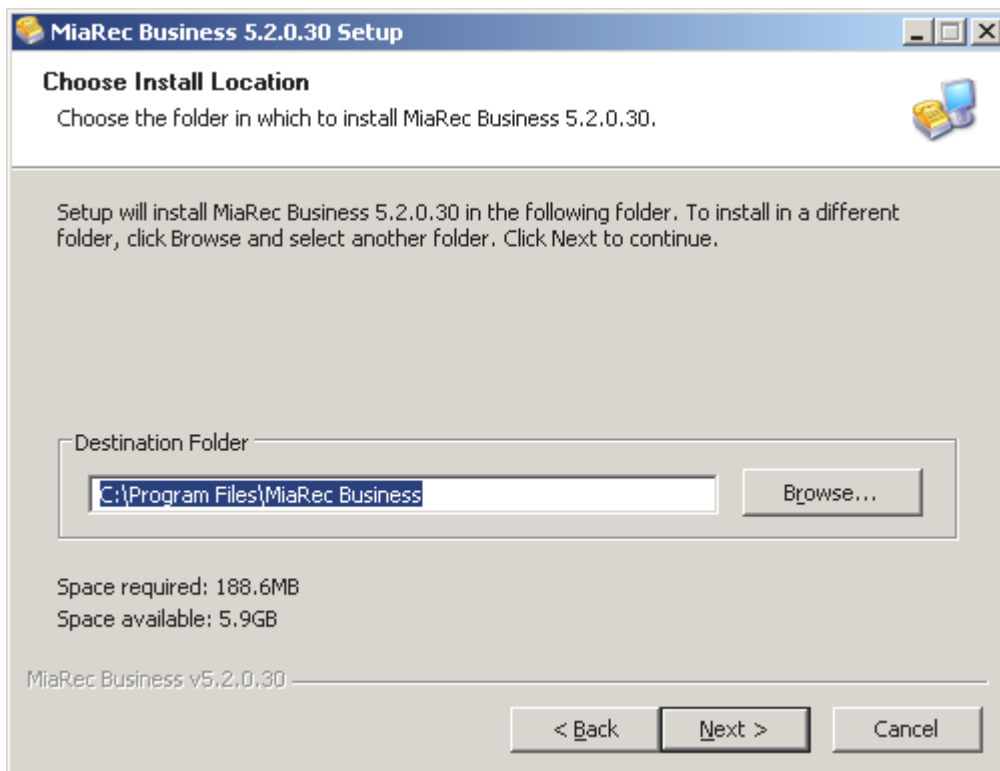 MiaRec Business 5.2.0.30 Setup
Choose Install Location
Choose the folder in which to install MiaRec Business 5.2.0.30.
Setup will install MiaRec Business 5.2.0.30 in the following folder. To install in a different
folder, click Browse and select another folder. Click Next to continue.
Destination Folder
C:\Program Files\MiaRec Business
Browse...
Space required: 188.6MB
Space available: 5.9GB
MiaRec Business v5.2.0.30
< Back
Next >
Cancel